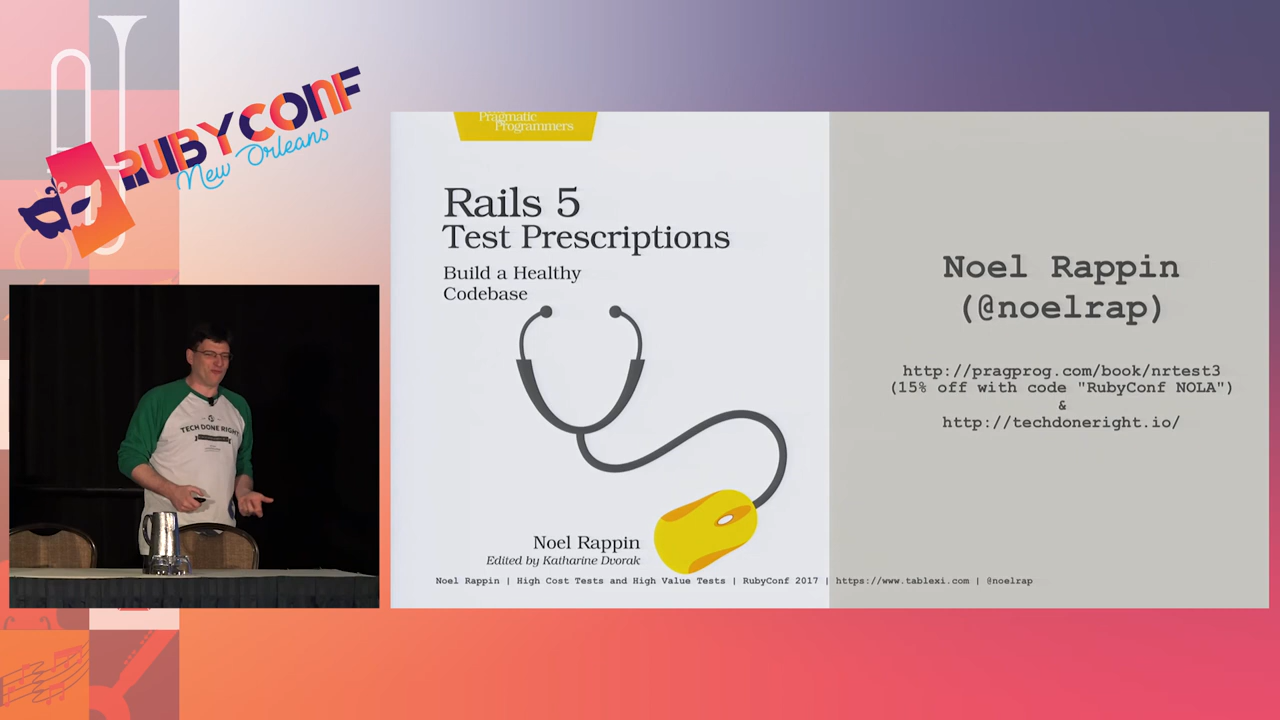 RUBYCONF
New Orleans
TECH DONE RIGHT
Pragmatic
Programmers
Rails 5
Test Prescriptions
Build a Healthy
Codebase
Noel Rappin
Edited by Katharine Dvorak
Noel Rappin
(@noelrap)
http://pragprog.com/book/nrtest3
(15% off with code "RubyConf NOLA")
&
http://techdoneright.io/
Noel Rappin | High Cost Tests and High Value Tests | RubyConf 2017 | https://www.tablexi.com | @noelrap